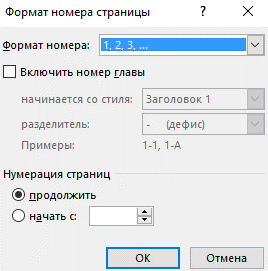 Формат номера страницы
Формат номера: 1, 2, 3, ...
Включить номер главы
начинается со стиля: Заголовок 1
разделитель: - (дефис)
Примеры: 1-1, 1-A
Нумерация страниц
продолжить
начать с:
ОК Отмена